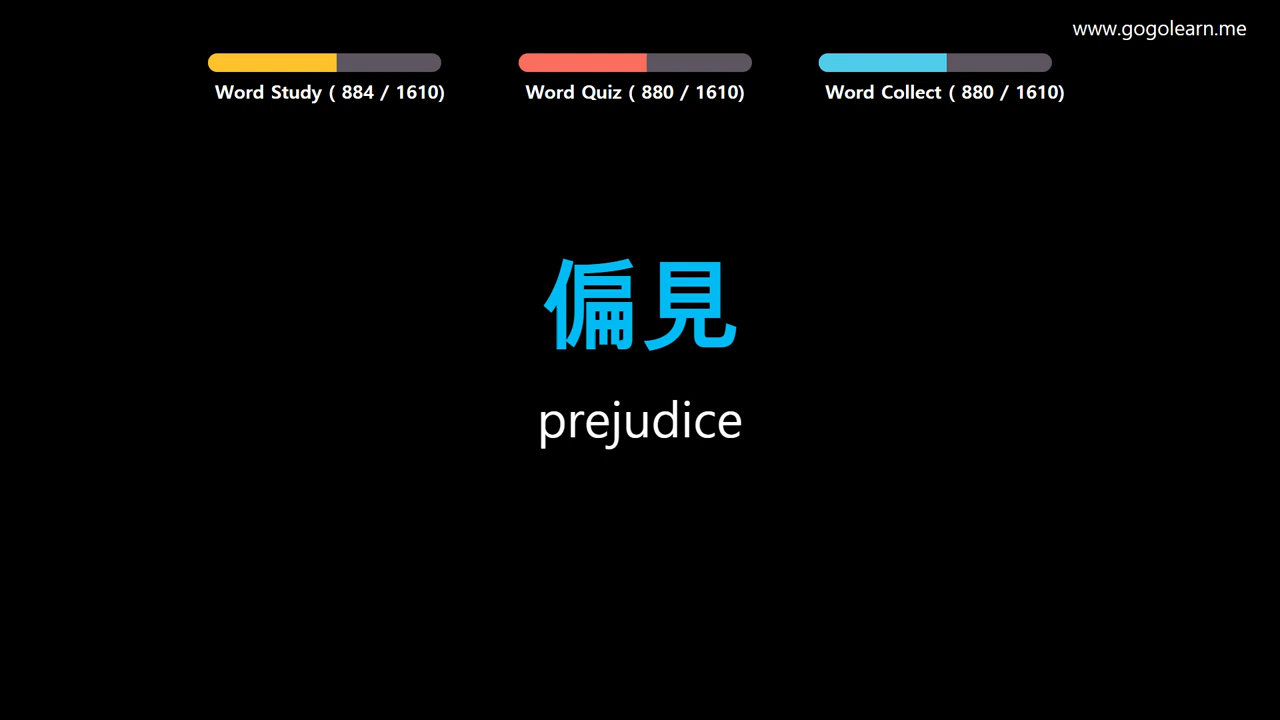 www.gogolearn.me
Word Study ( 884 / 1610)
Word Quiz ( 880 / 1610)
Word Collect ( 880 / 1610)
偏見
prejudice